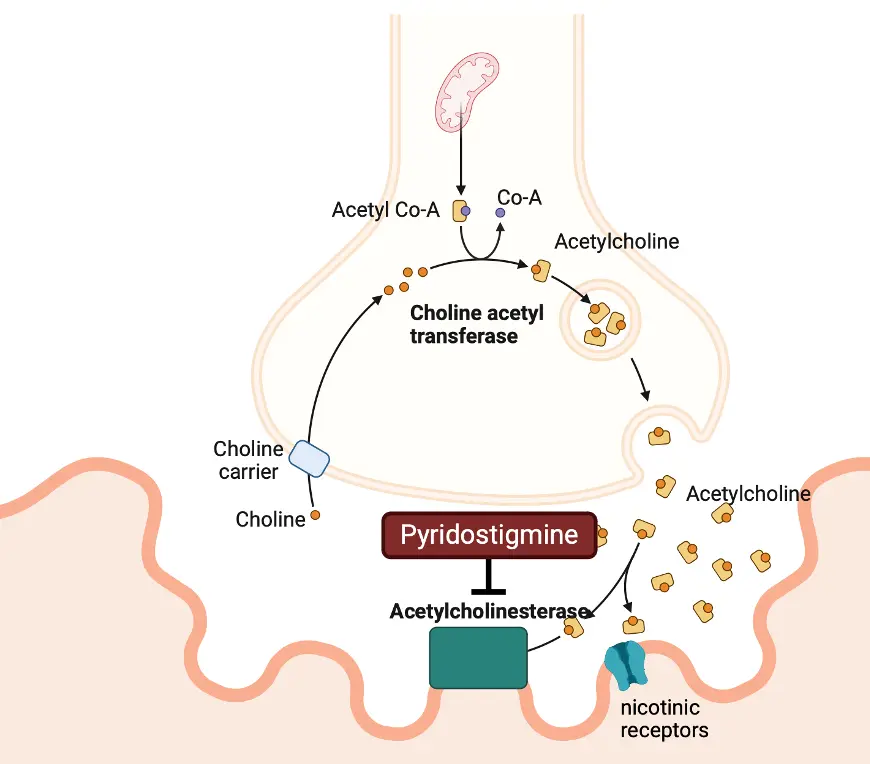 Acetyl Co-A
Co-A
Acetylcholine
Choline acetyl
transferase
Choline
carrier
Choline
Acetylcholine
Pyridostigmine
Acetylcholinesterase
nicotinic
receptors